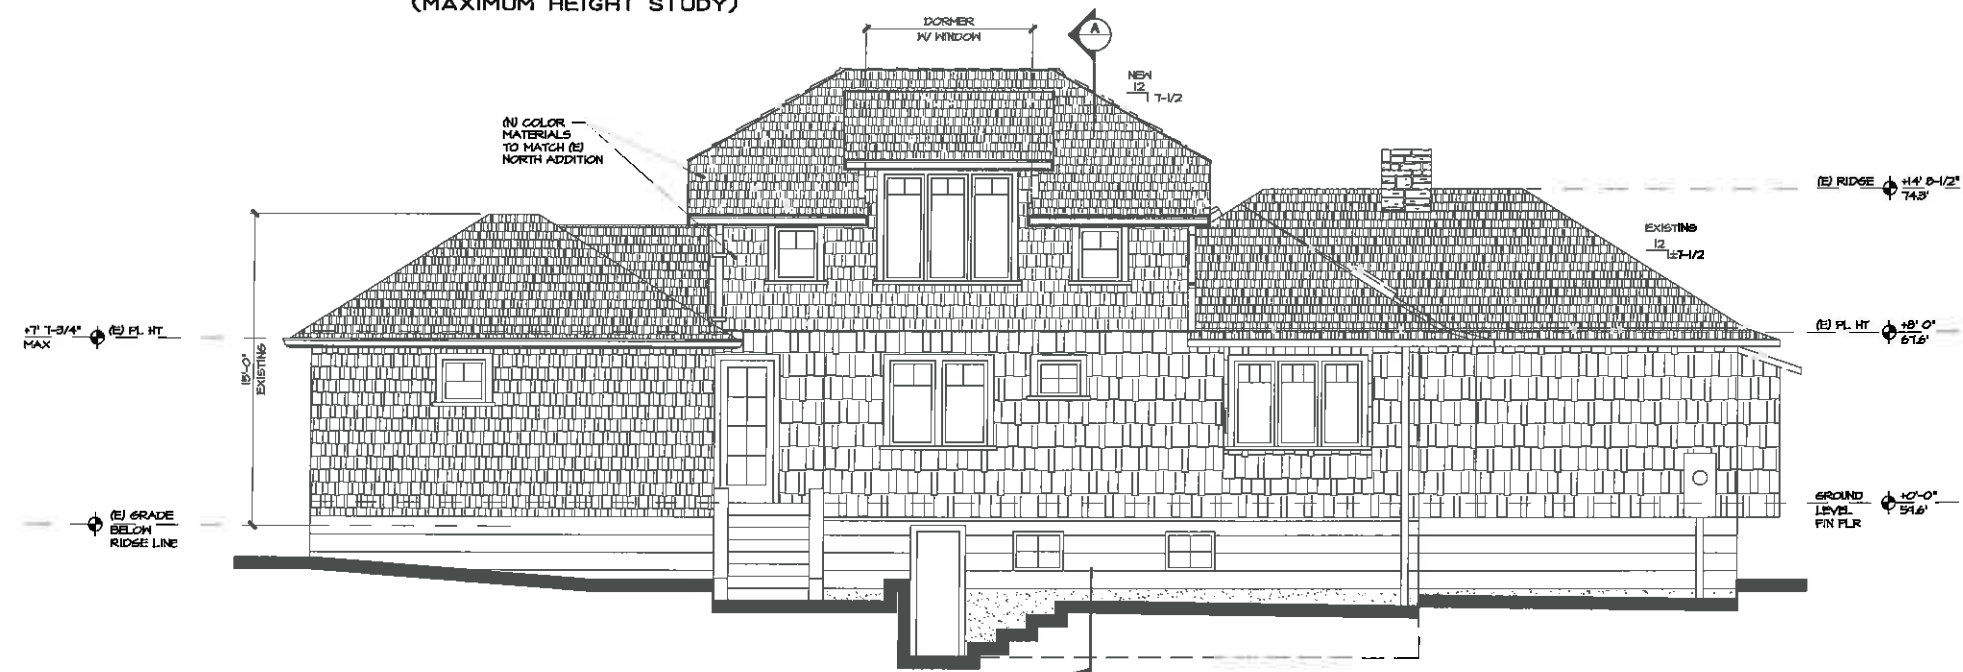 (MAXIMUM HEIGHT STUDY)
DORMER
W/ WINDOW
A
NEW
12
7-1/2
(N) COLOR
MATERIALS
TO MATCH (E)
NORTH ADDITION
(E) RIDGE
+14' 8-1/2"
74.3'
EXISTING
12
±7-1/2
+7' 7-3/4"
MAX
(E) PL HT
(E) PL HT
+8' 0"
67.6'
15'-0"
EXISTING
(E) GRADE
BELOW
RIDGE LINE
GROUND
LEVEL
FIN FLR
+0'-0"
59.6'